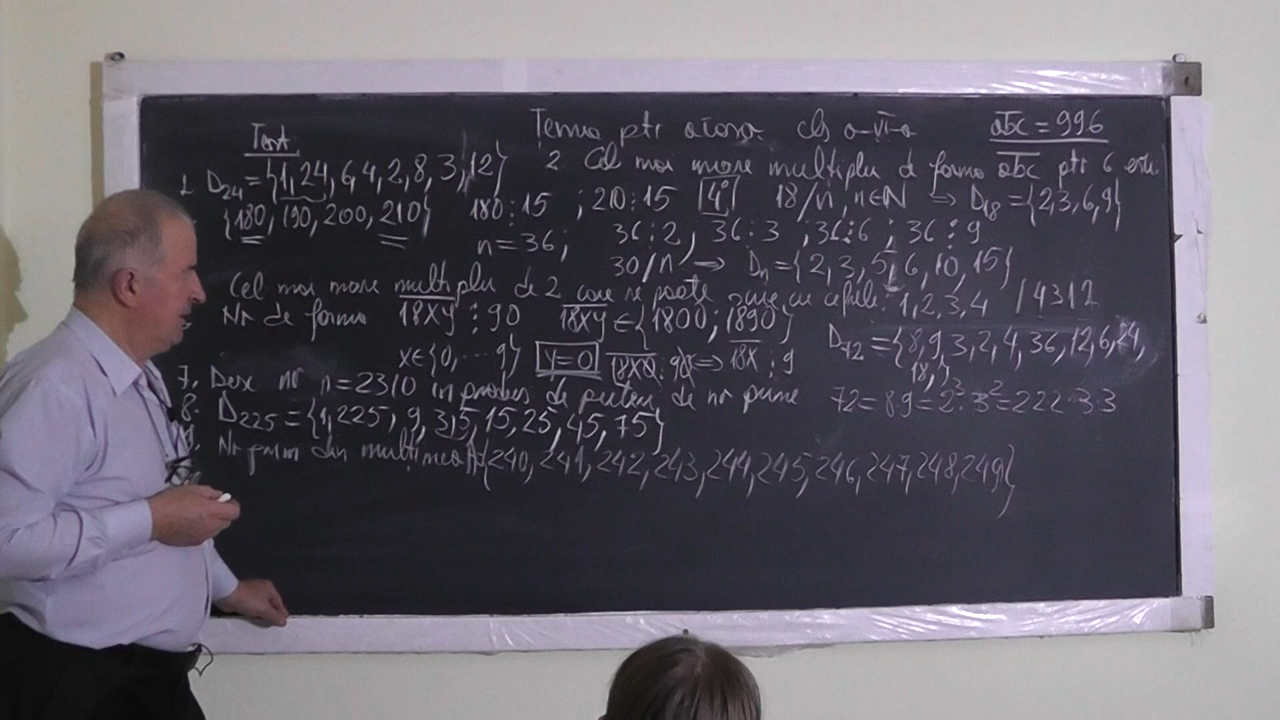 Test Tema ptr acasa cls a-VI-a abc = 996
1. D24 = {1, 24, 6, 4, 2, 8, 3, 12} 2 Cel mai mare multiplu d forma abc ptr 6 este
{180, 190, 200, 210} 180 : 15 ; 210 : 15 4° 18/n, n∈N ⇒ D18 = {2, 3, 6, 9}
n = 36; 36 : 2, 36 : 3 ; 36 : 6 ; 36 : 9
30/n → Dn = {2, 3, 5, 6, 10, 15}
Cel mai mare multiplu de 2 care se poate scrie cu cifrele: 1, 2, 3, 4 / 4312
Nr de forma 18xy ⋮ 90 18xy ∈ {1800; 1890}
D72 = {8, 9, 3, 2, 4, 36, 12, 6, 24,
18, }
x∈{0, ... 9} y=0 18x0 : 90 ⇒ 18x : 9
7. Desc nr n = 2310 in produs de puteri de nr prime
72 = 8·9 = 2³·3² = 2·2·2·3·3
8. D225 = {1, 225, 9, 3, 5, 15, 25, 45, 75}
9. Nr prim din multimea A{240, 241, 242, 243, 244, 245, 246, 247, 248, 249}